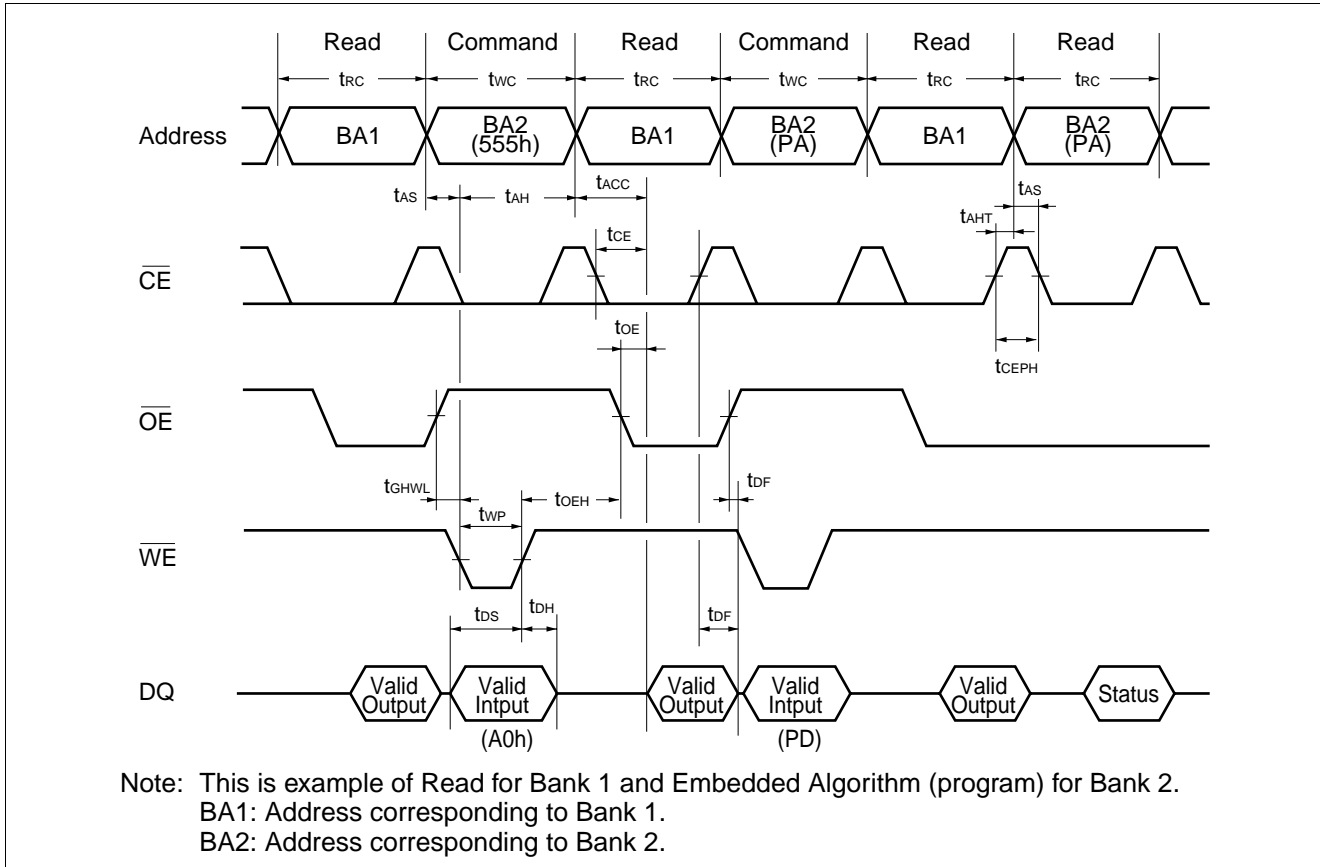 Read Command Read Command Read Read
tRC tWC tRC tWC tRC tRC
Address BA1 BA2 BA1 BA2 BA1 BA2
(555h) (PA) (PA)
tAS tAH tACC tAS
tAHT
tCE
CE
tOE
tCEPH
OE
tGHWL tDF
tWP tOEH
WE
tDS tDH tDF
DQ Valid Valid Valid Valid Valid Status
Output Intput Output Intput Output
(A0h) (PD)
Note: This is example of Read for Bank 1 and Embedded Algorithm (program) for Bank 2.
BA1: Address corresponding to Bank 1.
BA2: Address corresponding to Bank 2.